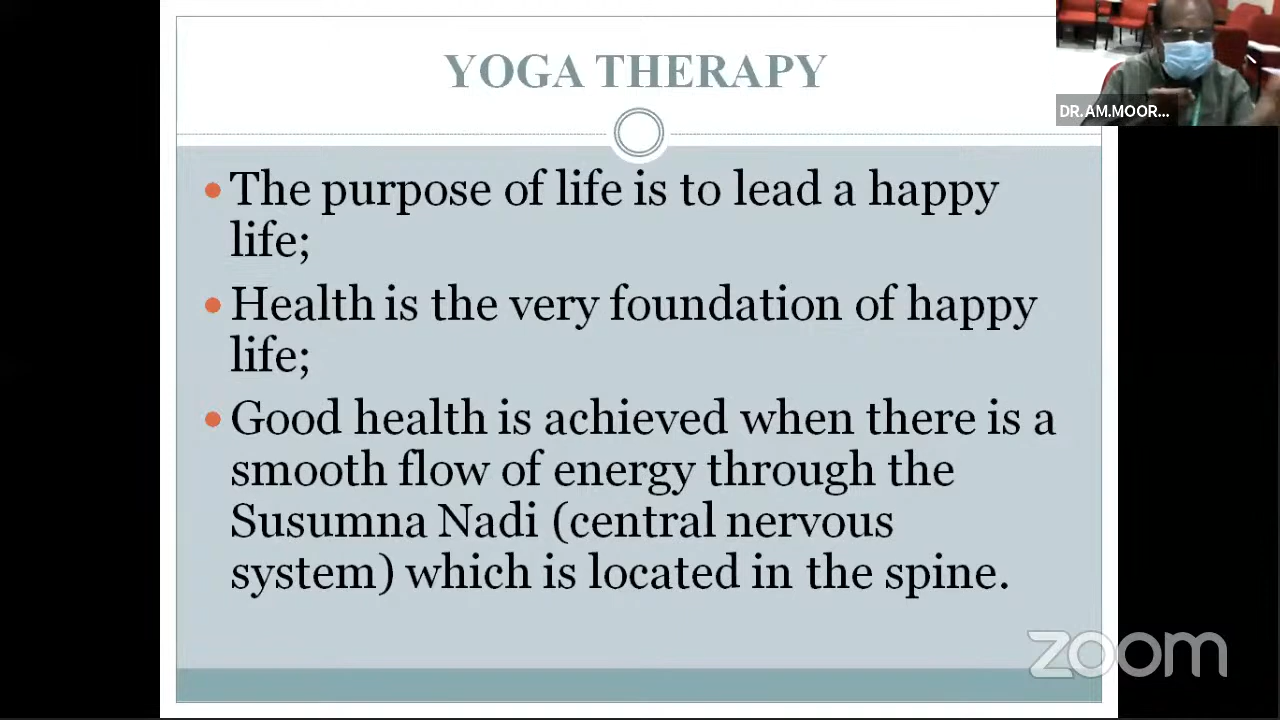 YOGA THERAPY
DR.AM.MOOR...
The purpose of life is to lead a happy
life;
Health is the very foundation of happy
life;
Good health is achieved when there is a
smooth flow of energy through the
Susumna Nadi (central nervous
system) which is located in the spine.
zoom